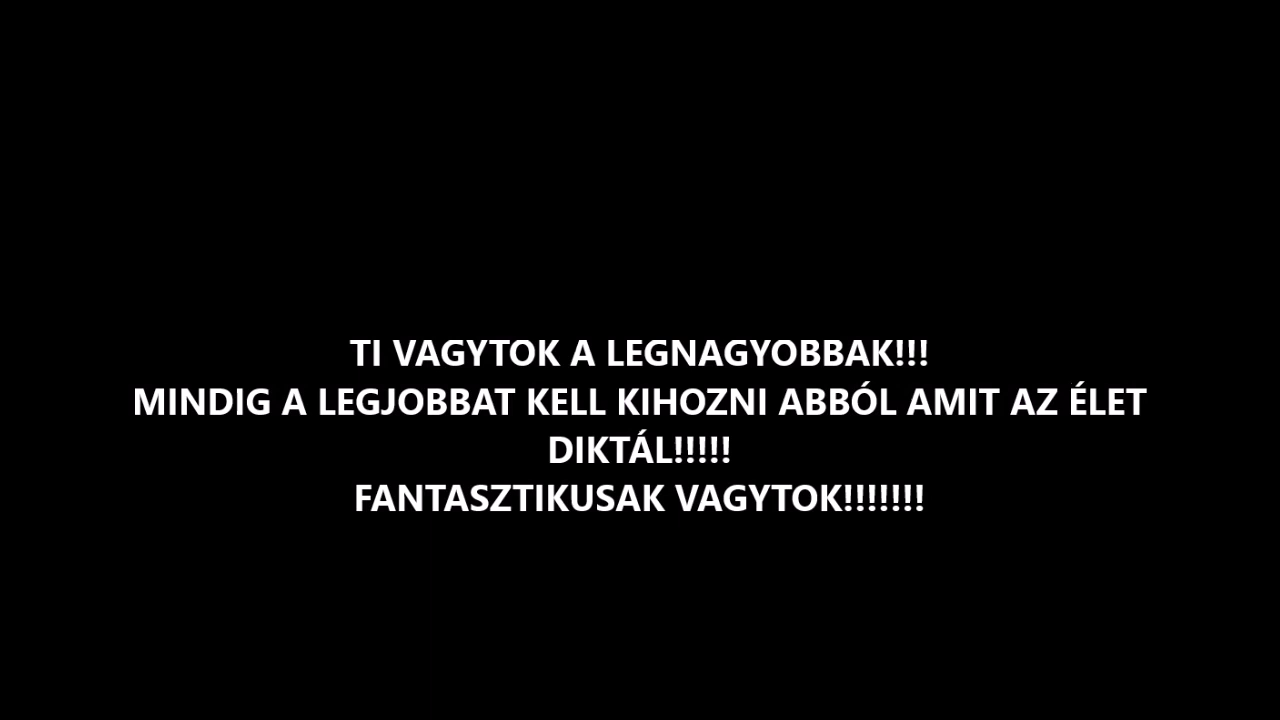 TI VAGYTOK A LEGNAGYOBBAK!!!
MINDIG A LEGJOBBAT KELL KIHOZNI ABBÓL AMIT AZ ÉLET
DIKTÁL!!!!!
FANTASZTIKUSAK VAGYTOK!!!!!!!